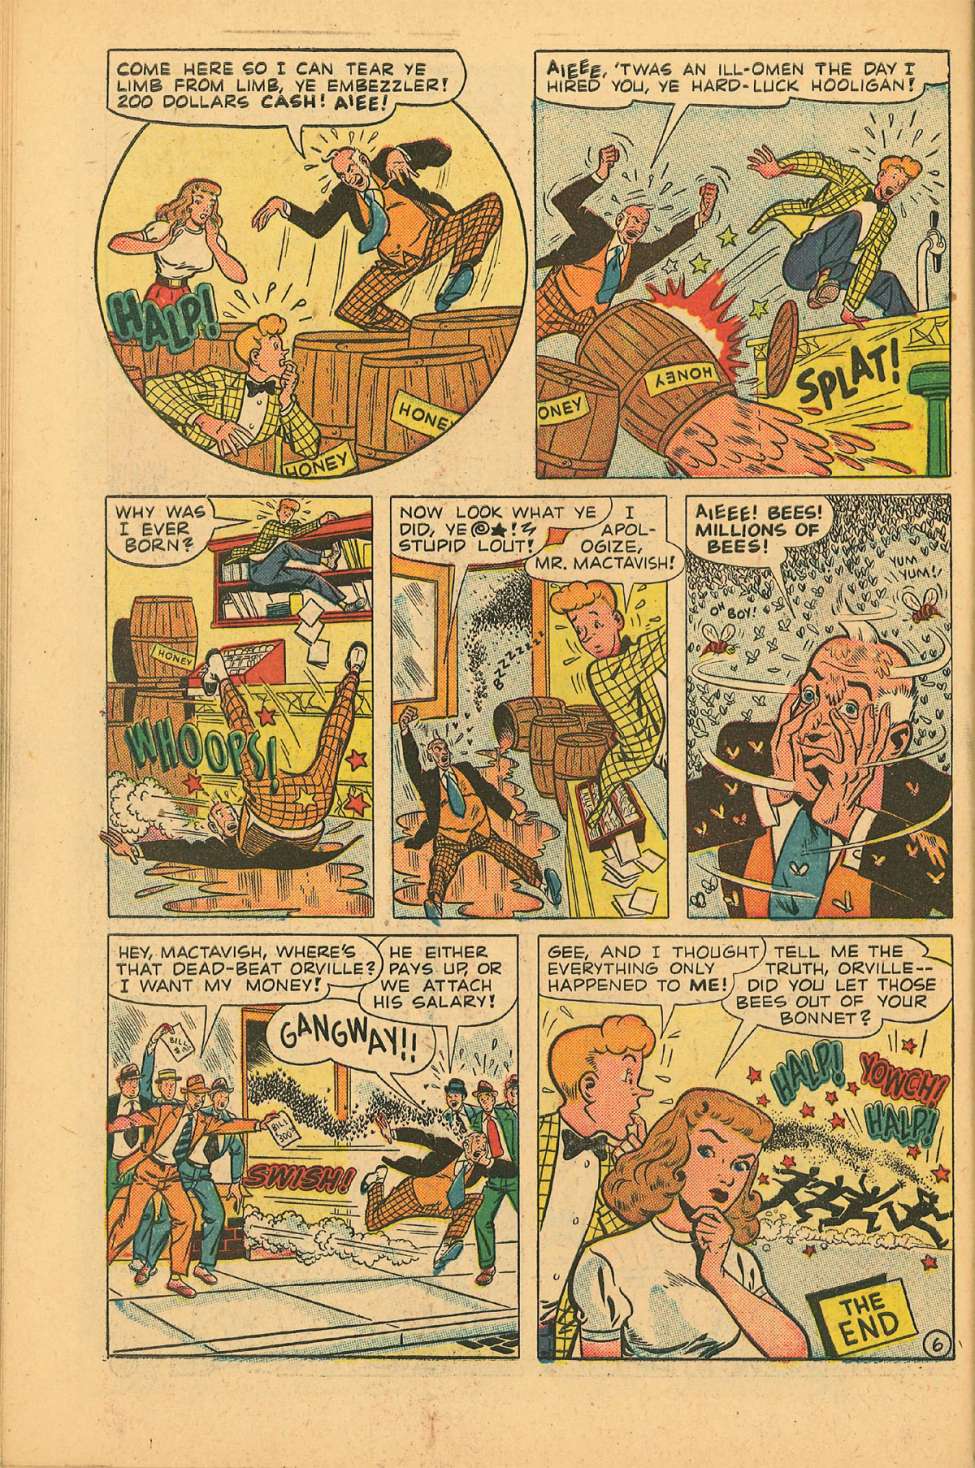 COME HERE SO I CAN TEAR YE
LIMB FROM LIMB, YE EMBEZZLER!
200 DOLLARS CASH! AIEE!
HALP!
HONEY
HONEY
AIEEE, 'TWAS AN ILL-OMEN THE DAY I
HIRED YOU, YE HARD-LUCK HOOLIGAN!
HONEY
ONEY
SPLAT!
WHY WAS
I EVER
BORN?
HONEY
WHOOPS!
NOW LOOK WHAT YE
DID, YE @★!?
STUPID LOUT!
I
APOL-
OGIZE,
MR. MACTAVISH!
BZZZZZZZ
AIEEE! BEES!
MILLIONS OF
BEES!
OH
BOY!
YUM
YUM!
HEY, MACTAVISH, WHERE'S
THAT DEAD-BEAT ORVILLE?
I WANT MY MONEY!
HE EITHER
PAYS UP, OR
WE ATTACH
HIS SALARY!
GANGWAY!!
BILL
BILL
300
SWISH!
GEE, AND I THOUGHT
EVERYTHING ONLY
HAPPENED TO ME!
TELL ME THE
TRUTH, ORVILLE--
DID YOU LET THOSE
BEES OUT OF YOUR
BONNET?
HALP!
YOWCH!
HALP!
THE
END
6